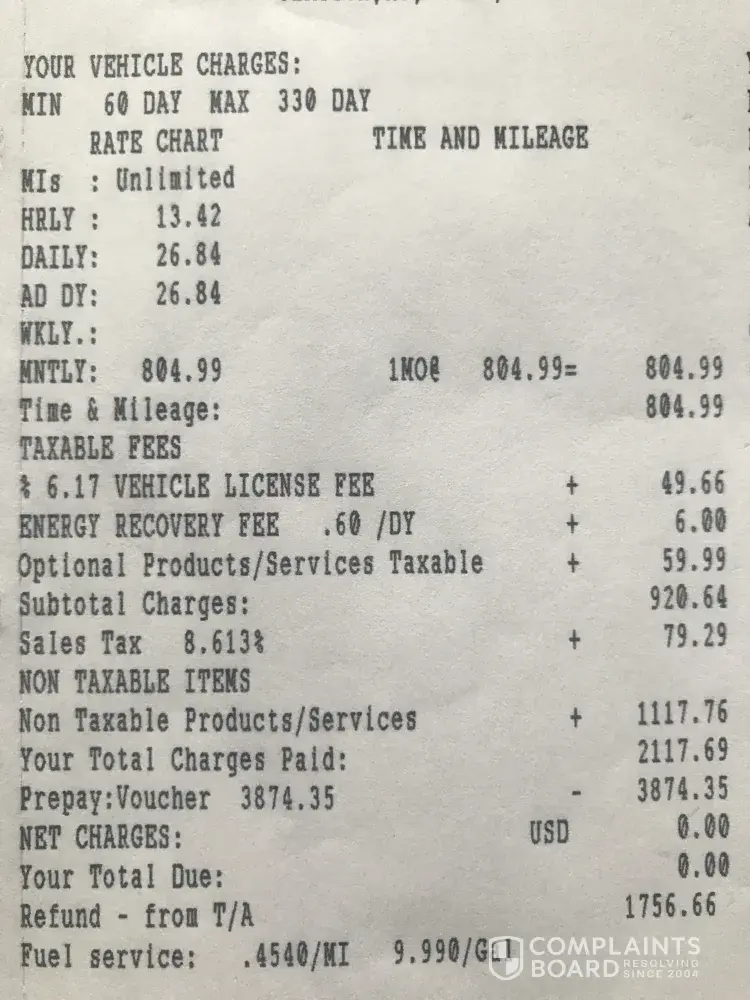 YOUR VEHICLE CHARGES:
MIN 60 DAY MAX 330 DAY
RATE CHART TIME AND MILEAGE
MIs : Unlimited
HRLY : 13.42
DAILY: 26.84
AD DY: 26.84
WKLY.:
MNTLY: 804.99 1MO@ 804.99= 804.99
Time & Mileage: 804.99
TAXABLE FEES
% 6.17 VEHICLE LICENSE FEE + 49.66
ENERGY RECOVERY FEE .60 /DY + 6.00
Optional Products/Services Taxable + 59.99
Subtotal Charges: 920.64
Sales Tax 8.613% + 79.29
NON TAXABLE ITEMS
Non Taxable Products/Services + 1117.76
Your Total Charges Paid: 2117.69
Prepay:Voucher 3874.35 - 3874.35
NET CHARGES: USD 0.00
Your Total Due: 0.00
Refund - from T/A 1756.66
Fuel service: .4540/MI 9.990/
COMPLAINTS
BOARD RESOLVING
SINCE 2004